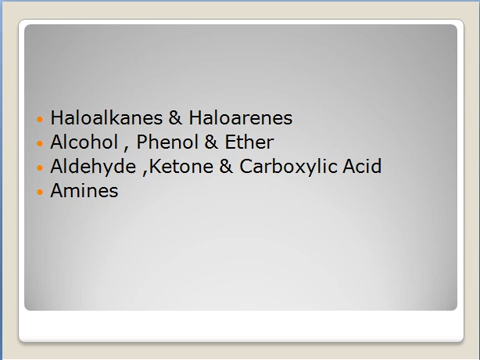 Haloalkanes & Haloarenes
Alcohol , Phenol & Ether
Aldehyde ,Ketone & Carboxylic Acid
Amines